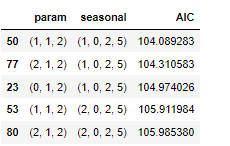 param seasonal AIC
50 (1, 1, 2) (1, 0, 2, 5) 104.089283
77 (2, 1, 2) (1, 0, 2, 5) 104.310583
23 (0, 1, 2) (1, 0, 2, 5) 104.974026
53 (1, 1, 2) (2, 0, 2, 5) 105.911984
80 (2, 1, 2) (2, 0, 2, 5) 105.985380